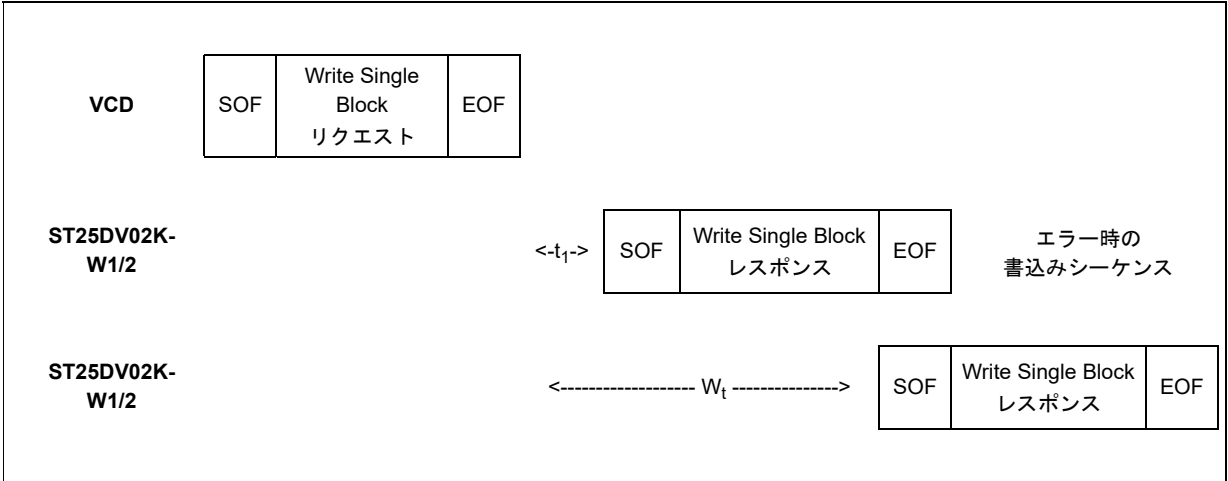 VCD
SOF
Write Single
Block
リクエスト
EOF
ST25DV02K-
W1/2
<-t1->
SOF
Write Single Block
レスポンス
EOF
エラー時の
書込みシーケンス
ST25DV02K-
W1/2
<------------------- Wt --------------->
SOF
Write Single Block
レスポンス
EOF